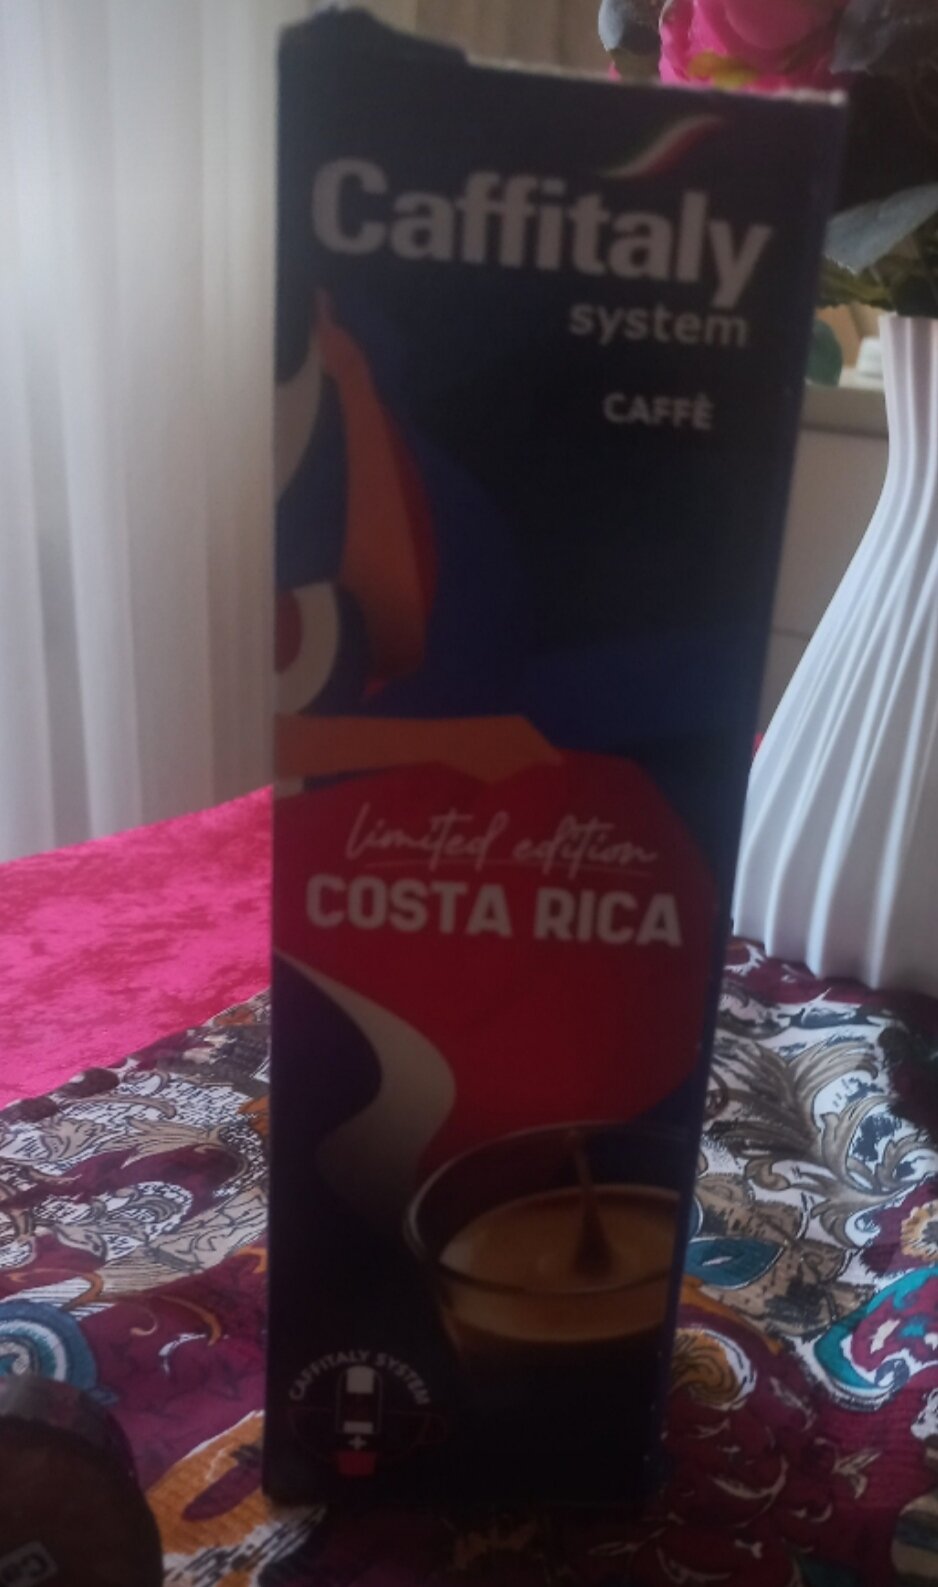 Caffitaly
system
CAFFÈ
limited edition
COSTA RICA
CAFFITALY SYSTEM
+